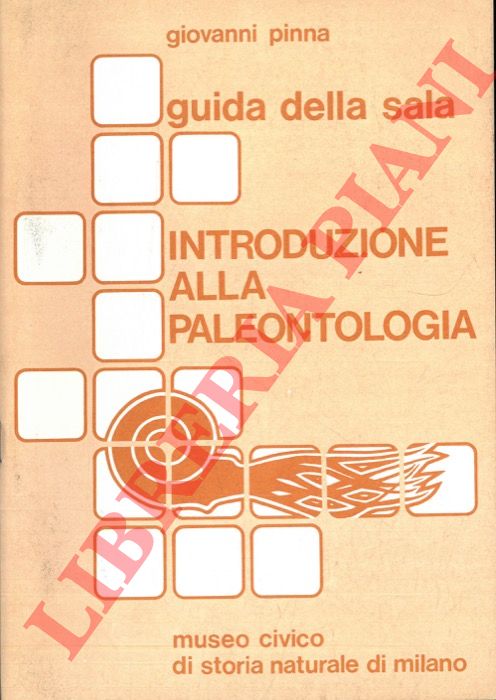 giovanni pinna
guida della sala
INTRODUZIONE
ALLA
PALEONTOLOGIA
museo civico
di storia naturale di milano
LIBRERIA PIANI